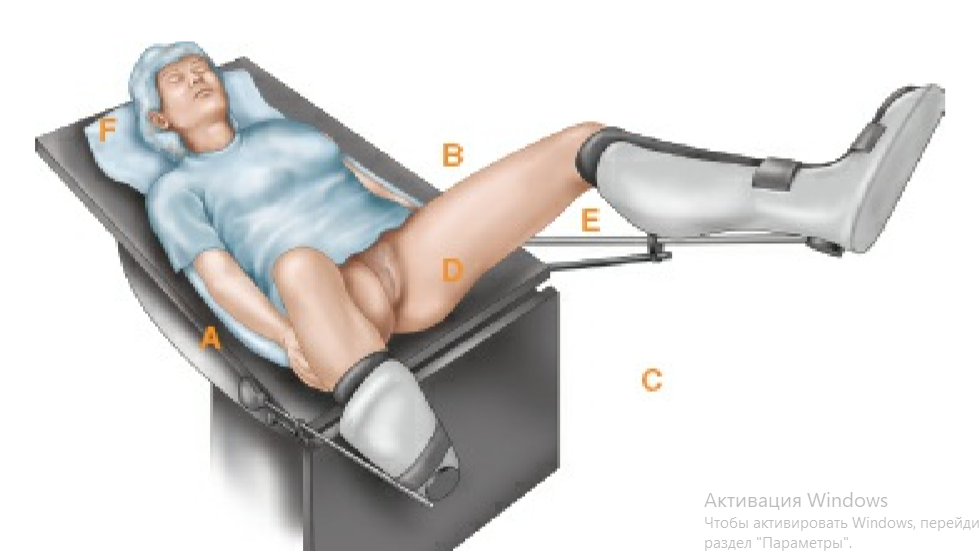 F
B
E
D
A
C
Активация Windows
Чтобы активировать Windows, перейди
раздел "Параметры".